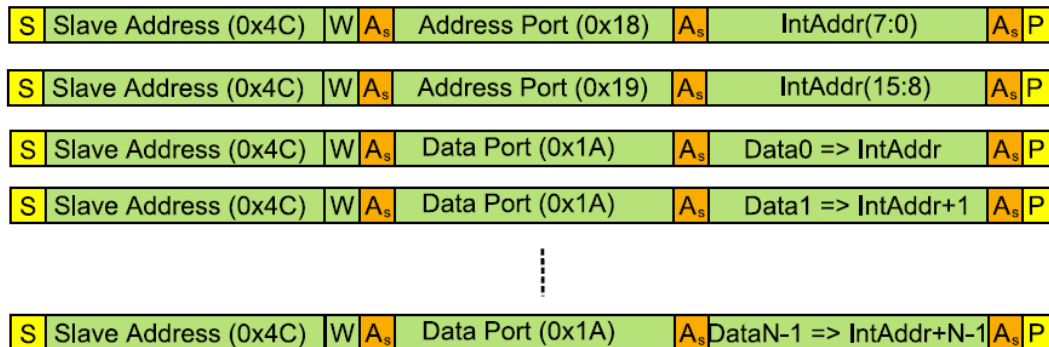 S Slave Address (0x4C) W As Address Port (0x18) As IntAddr(7:0) As P
S Slave Address (0x4C) W As Address Port (0x19) As IntAddr(15:8) As P
S Slave Address (0x4C) W As Data Port (0x1A) As Data0 => IntAddr As P
S Slave Address (0x4C) W As Data Port (0x1A) As Data1 => IntAddr+1 As P
S Slave Address (0x4C) W As Data Port (0x1A) As DataN-1 => IntAddr+N-1 As P